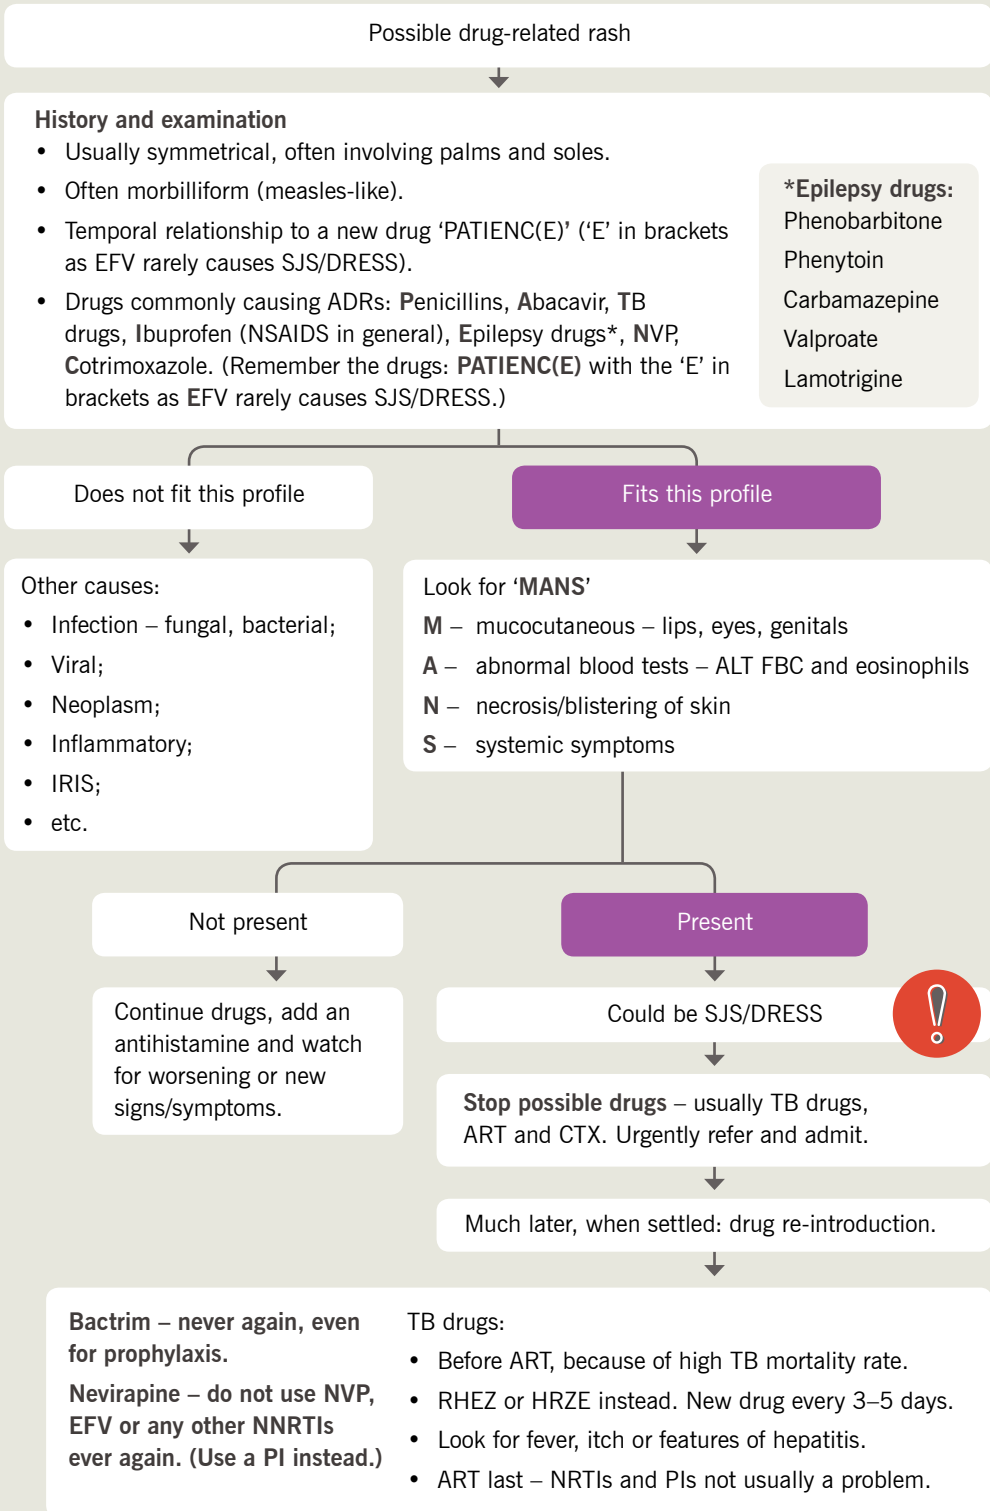 Possible drug-related rash
History and examination
• Usually symmetrical, often involving palms and soles.
• Often morbilliform (measles-like).
• Temporal relationship to a new drug ‘PATIENC(E)’ (‘E’ in brackets
as EFV rarely causes SJS/DRESS).
• Drugs commonly causing ADRs: Penicillins, Abacavir, TB
drugs, Ibuprofen (NSAIDS in general), Epilepsy drugs*, NVP,
Cotrimoxazole. (Remember the drugs: PATIENC(E) with the ‘E’ in
brackets as EFV rarely causes SJS/DRESS.)
*Epilepsy drugs:
Phenobarbitone
Phenytoin
Carbamazepine
Valproate
Lamotrigine
Does not fit this profile
Fits this profile
Other causes:
• Infection – fungal, bacterial;
• Viral;
• Neoplasm;
• Inflammatory;
• IRIS;
• etc.
Look for ‘MANS’
M – mucocutaneous – lips, eyes, genitals
A – abnormal blood tests – ALT FBC and eosinophils
N – necrosis/blistering of skin
S – systemic symptoms
Not present
Present
Continue drugs, add an
antihistamine and watch
for worsening or new
signs/symptoms.
Could be SJS/DRESS
!
Stop possible drugs – usually TB drugs,
ART and CTX. Urgently refer and admit.
Much later, when settled: drug re-introduction.
Bactrim – never again, even
for prophylaxis.
Nevirapine – do not use NVP,
EFV or any other NNRTIs
ever again. (Use a PI instead.)
TB drugs:
• Before ART, because of high TB mortality rate.
• RHEZ or HRZE instead. New drug every 3–5 days.
• Look for fever, itch or features of hepatitis.
• ART last – NRTIs and PIs not usually a problem.